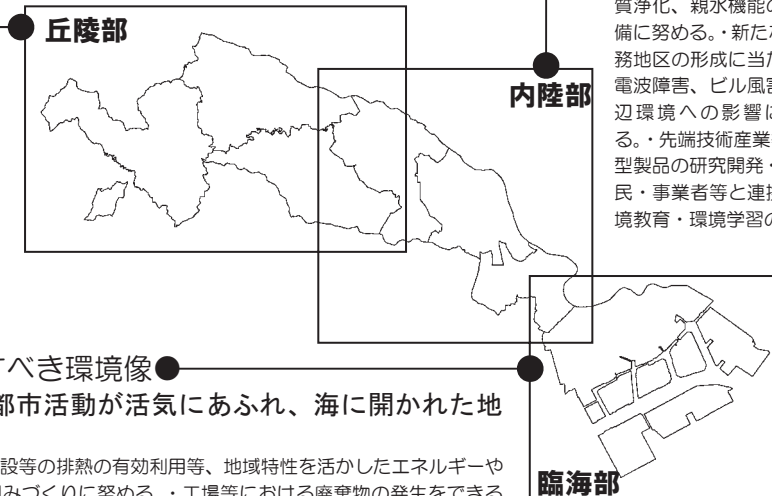 丘陵部
内陸部
質浄化、親水機能の
備に努める。・新たな
務地区の形成に当た
電波障害、ビル風害
辺環境への影響に
る。・先端技術産業
型製品の研究開発・
民・事業者等と連携
境教育・環境学習の
すべき環境像
都市活動が活気にあふれ、海に開かれた地
設等の排熱の有効利用等、地域特性を活かしたエネルギーや
組みづくりに努める。・工場等における廃棄物の発生をできる
臨海部